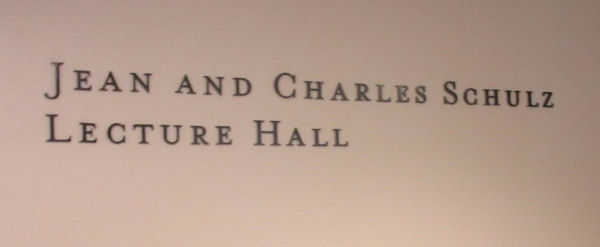 Jean and Charles Schulz
Lecture Hall